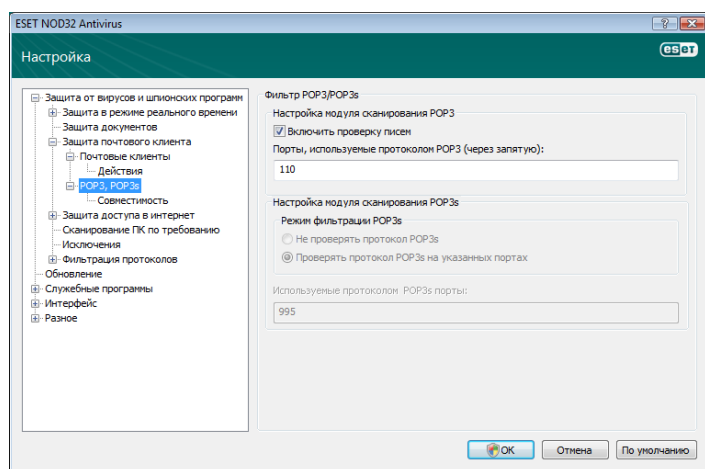 ESET NOD32 Antivirus
Настройка
eset
Защита от вирусов и шпионских программ
Защита в режиме реального времени
Защита документов
Защита почтового клиента
Почтовые клиенты
Действия
POP3, POP3s
Совместимость
Защита доступа в интернет
Сканирование ПК по требованию
Исключения
Фильтрация протоколов
Обновление
Служебные программы
Интерфейс
Разное
Фильтр POP3/POP3s
Настройка модуля сканирования POP3
Включить проверку писем
Порты, используемые протоколом POP3 (через запятую):
110
Настройка модуля сканирования POP3s
Режим фильтрации POP3s
Не проверять протокол POP3s
Проверять протокол POP3s на указанных портах
Используемые протоколом POP3s порты:
995
OK
Отмена
По умолчанию